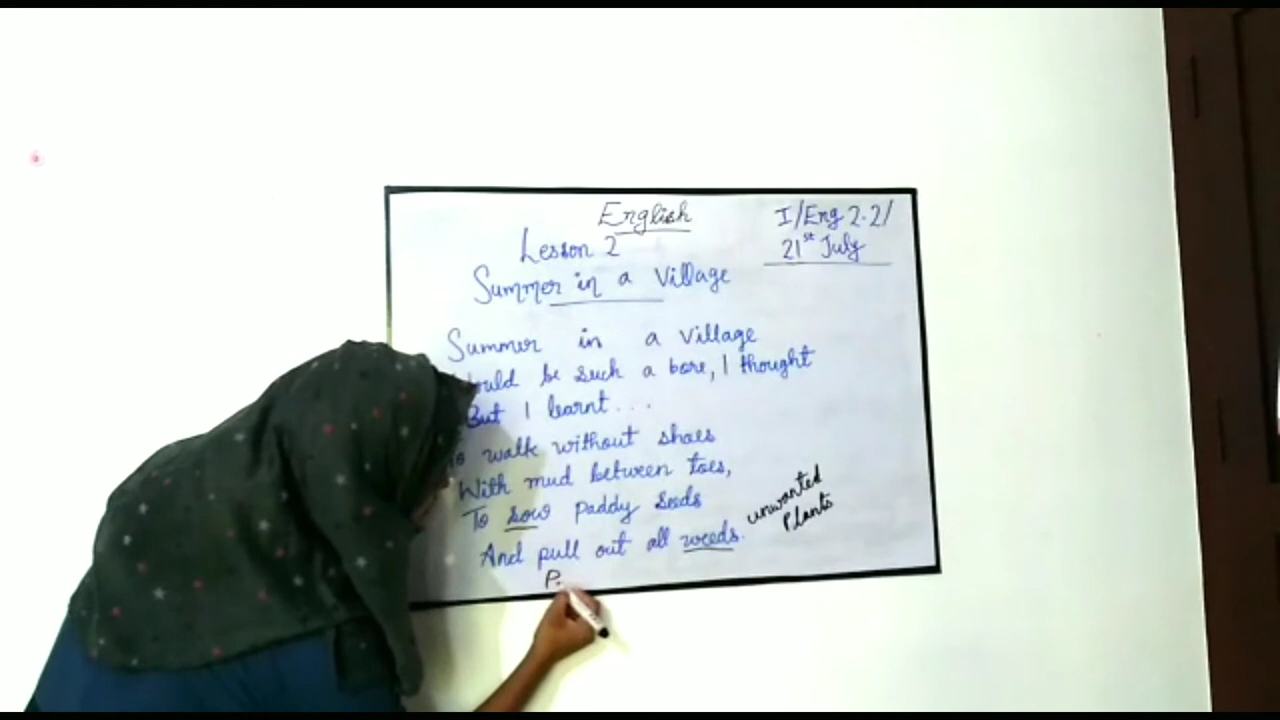 English
I/Eng 2.2/
21st July
Lesson 2
Summer in a Village
Summer in a Village
be such a bore, I thought
But I learnt...
walk without shoes
With mud between toes,
To sow paddy seeds
And pull out all weeds.
unwanted
Plants
P